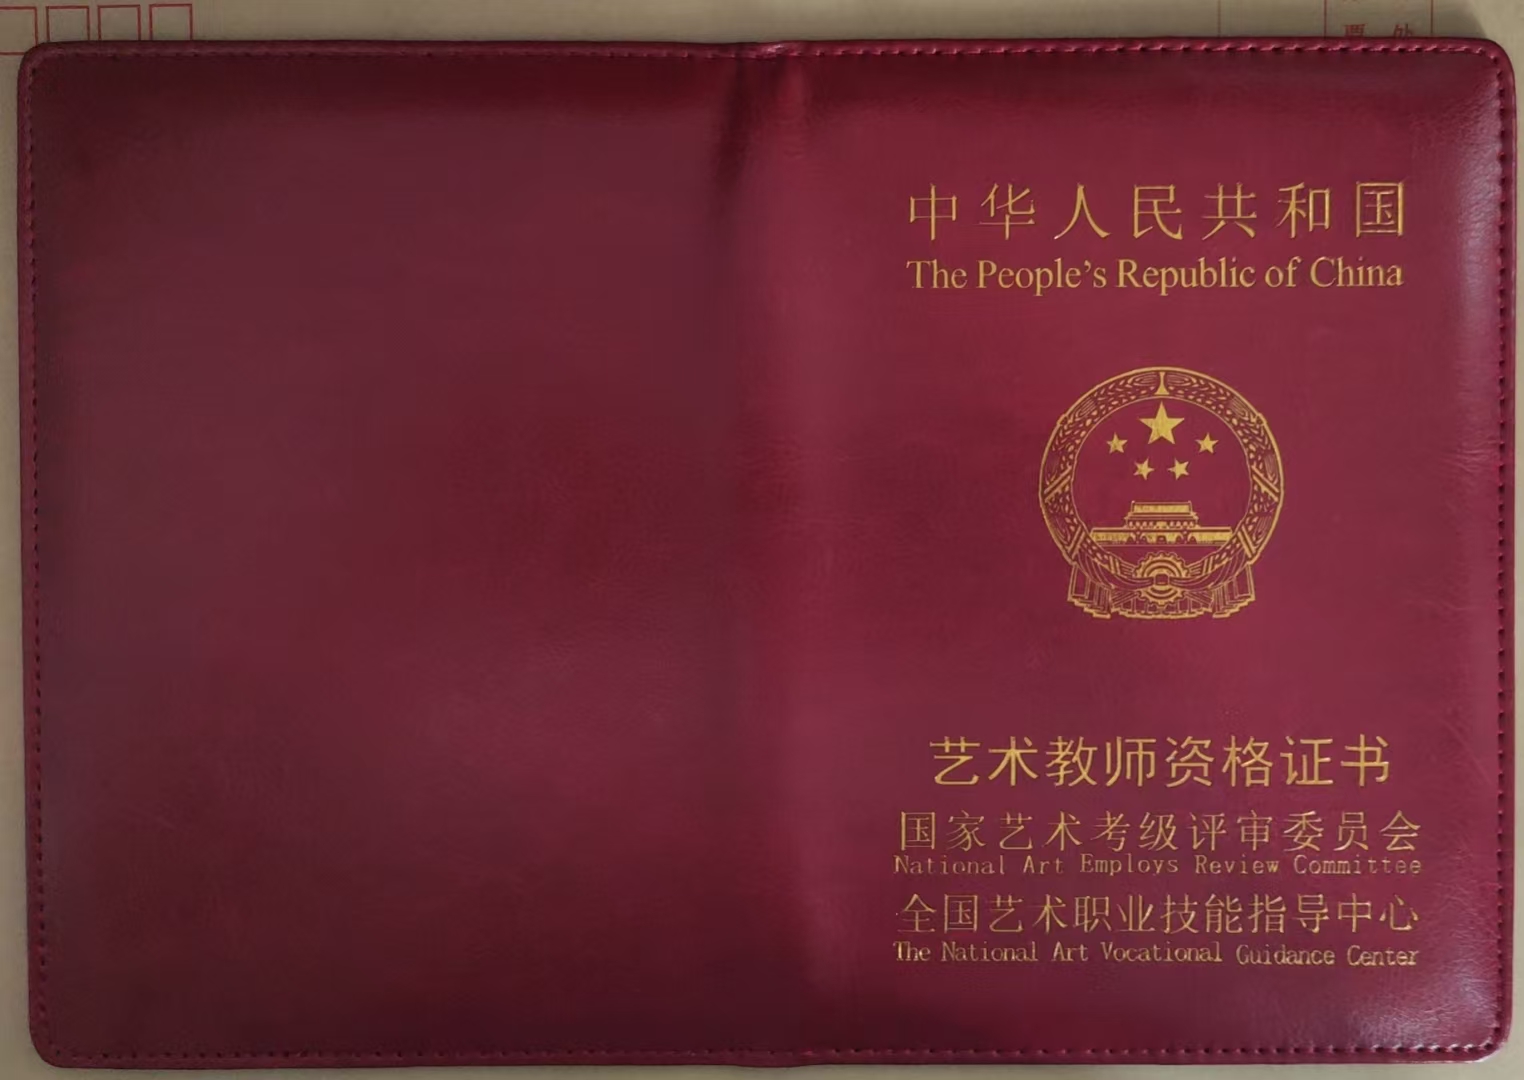 票 处
中华人民共和国
The People's Republic of China
艺术教师资格证书
国家艺术考级评审委员会
National Art Employs Review Committee
全国艺术职业技能指导中心
The National Art Vocational Guidance Center